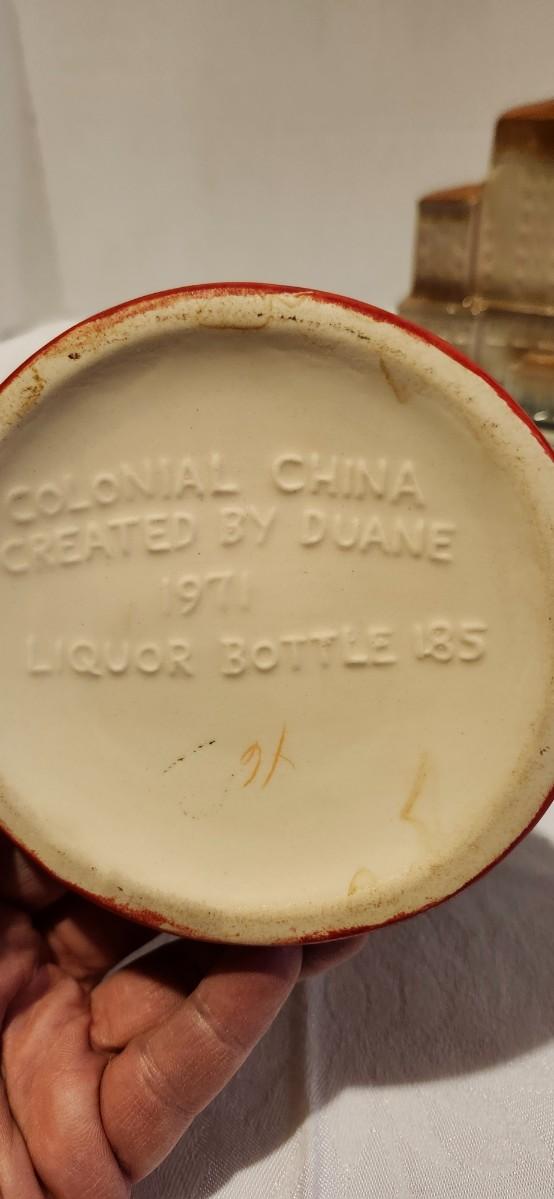 COLONIAL CHINA
CREATED BY DUANE
1971
LIQUOR BOTTLE 185